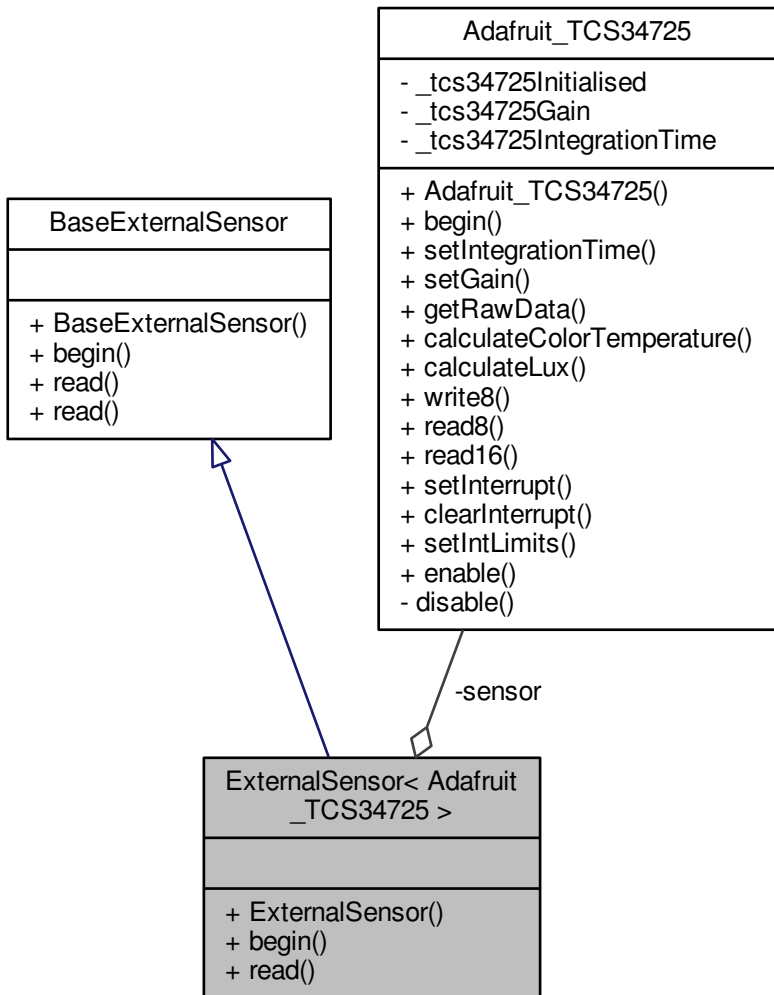 Adafruit_TCS34725
- _tcs34725Initialised
- _tcs34725Gain
- _tcs34725IntegrationTime
+ Adafruit_TCS34725()
+ begin()
+ setIntegrationTime()
+ setGain()
+ getRawData()
+ calculateColorTemperature()
+ calculateLux()
+ write8()
+ read8()
+ read16()
+ setInterrupt()
+ clearInterrupt()
+ setIntLimits()
+ enable()
- disable()
BaseExternalSensor
+ BaseExternalSensor()
+ begin()
+ read()
+ read()
-sensor
ExternalSensor< Adafruit
_TCS34725 >
+ ExternalSensor()
+ begin()
+ read()